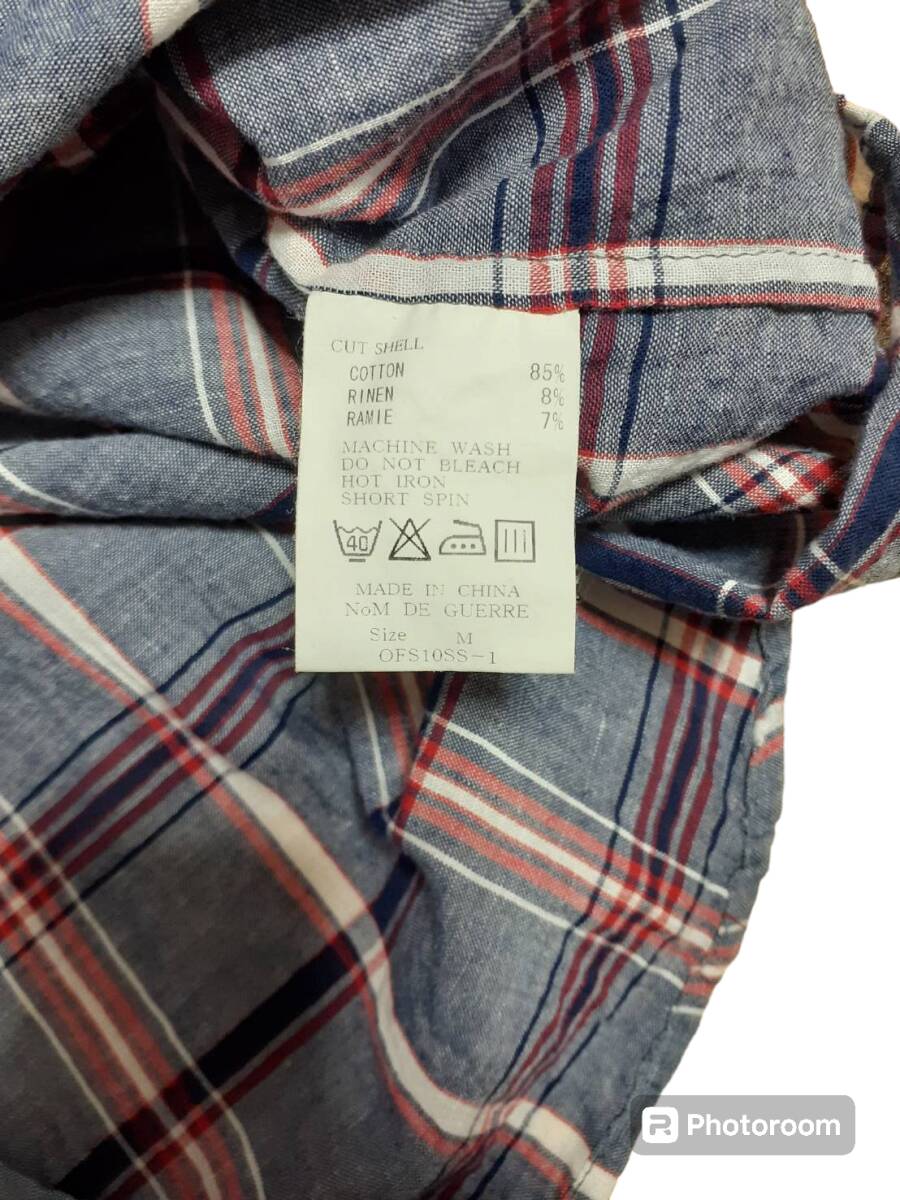 CUT SHELL
COTTON 85%
RINEN 8%
RAMIE 7%
MACHINE WASH
DO NOT BLEACH
HOT IRON
SHORT SPIN
40
MADE IN CHINA
NoM DE GUERRE
Size M
OFS10SS-1
Photoroom